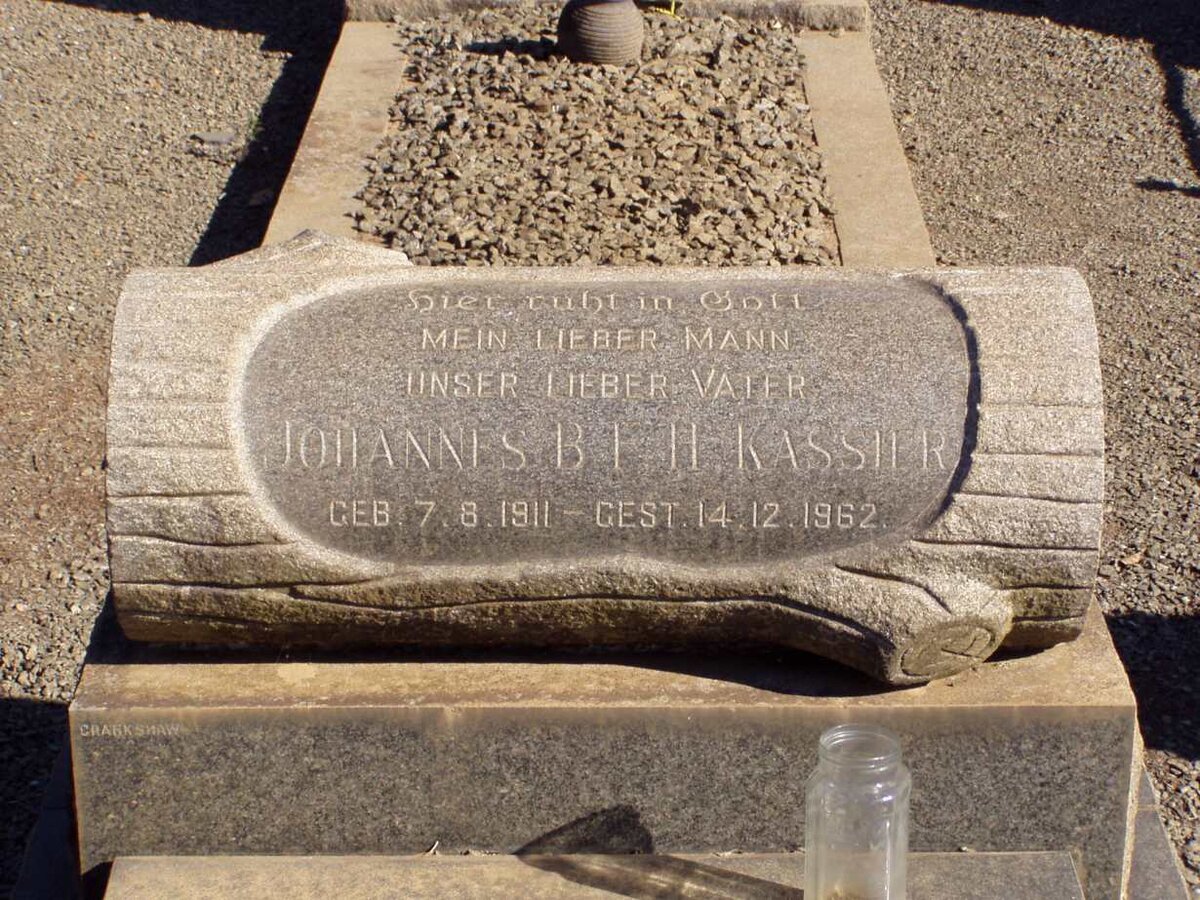 Hier ruht in Gott
MEIN LIEBER MANN
UNSER LIEBER VATER
JOHANNES B F H KASSIER
GEB. 7. 8. 1911 – GEST. 14. 12. 1962.
CRANKSHAW